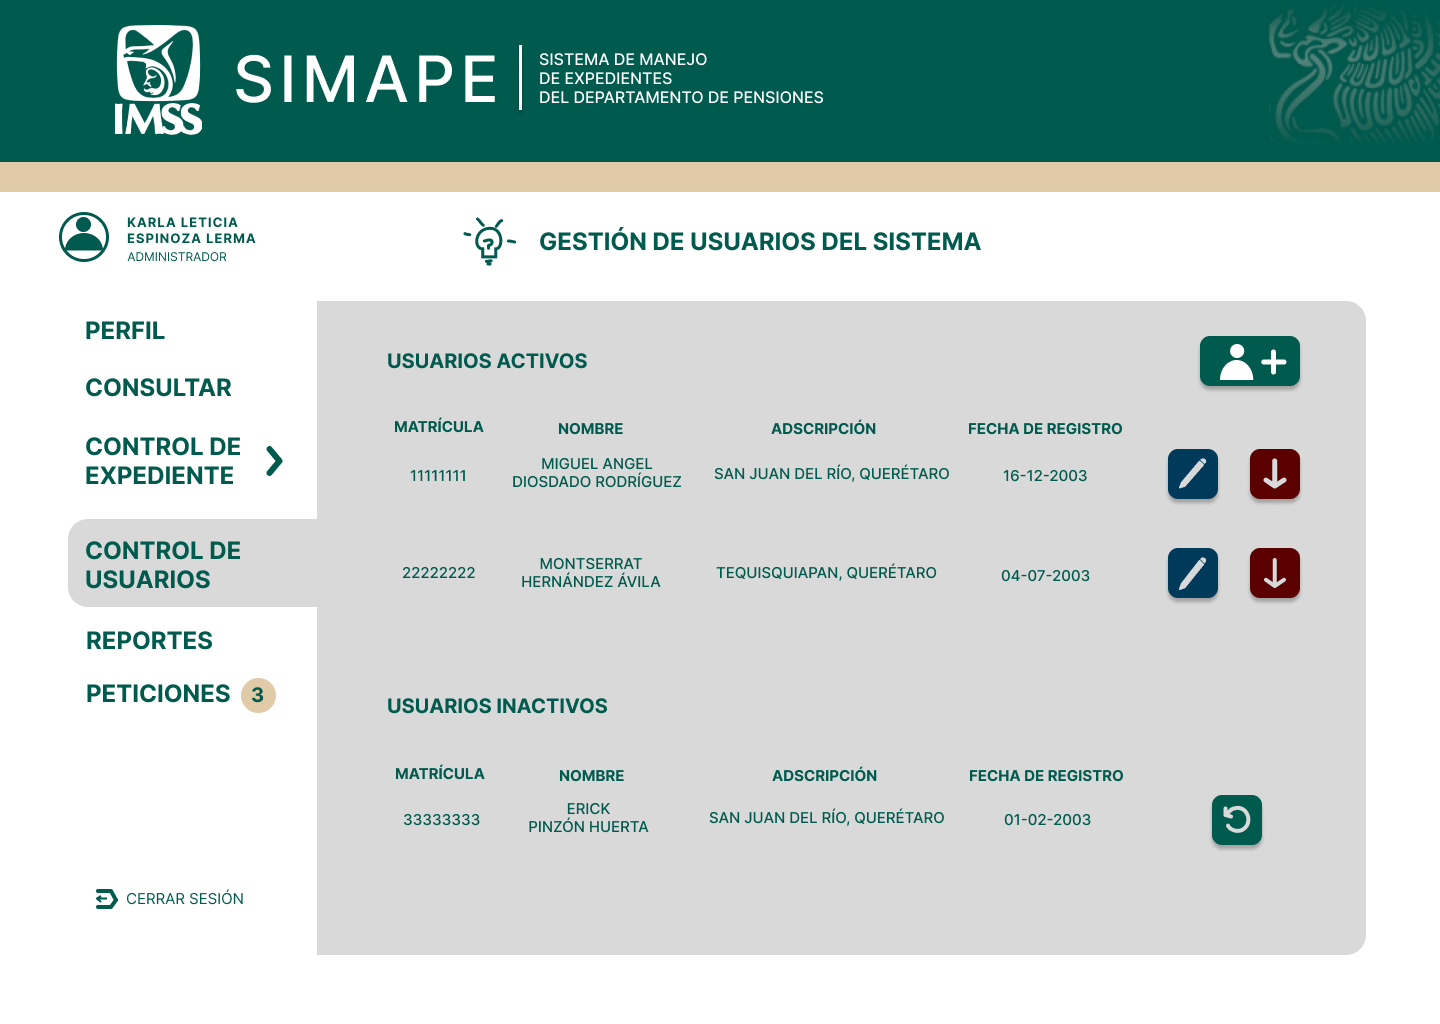 IMSS
SIMAPE
SISTEMA DE MANEJO
DE EXPEDIENTES
DEL DEPARTAMENTO DE PENSIONES
KARLA LETICIA
ESPINOZA LERMA
ADMINISTRADOR
?
GESTIÓN DE USUARIOS DEL SISTEMA
PERFIL
CONSULTAR
CONTROL DE
EXPEDIENTE
CONTROL DE
USUARIOS
REPORTES
PETICIONES 3
CERRAR SESIÓN
USUARIOS ACTIVOS
MATRÍCULA NOMBRE ADSCRIPCIÓN FECHA DE REGISTRO
11111111
MIGUEL ANGEL
DIOSDADO RODRÍGUEZ
SAN JUAN DEL RÍO, QUERÉTARO
16-12-2003
22222222
MONTSERRAT
HERNÁNDEZ ÁVILA
TEQUISQUIAPAN, QUERÉTARO
04-07-2003
USUARIOS INACTIVOS
MATRÍCULA NOMBRE ADSCRIPCIÓN FECHA DE REGISTRO
33333333
ERICK
PINZÓN HUERTA
SAN JUAN DEL RÍO, QUERÉTARO
01-02-2003